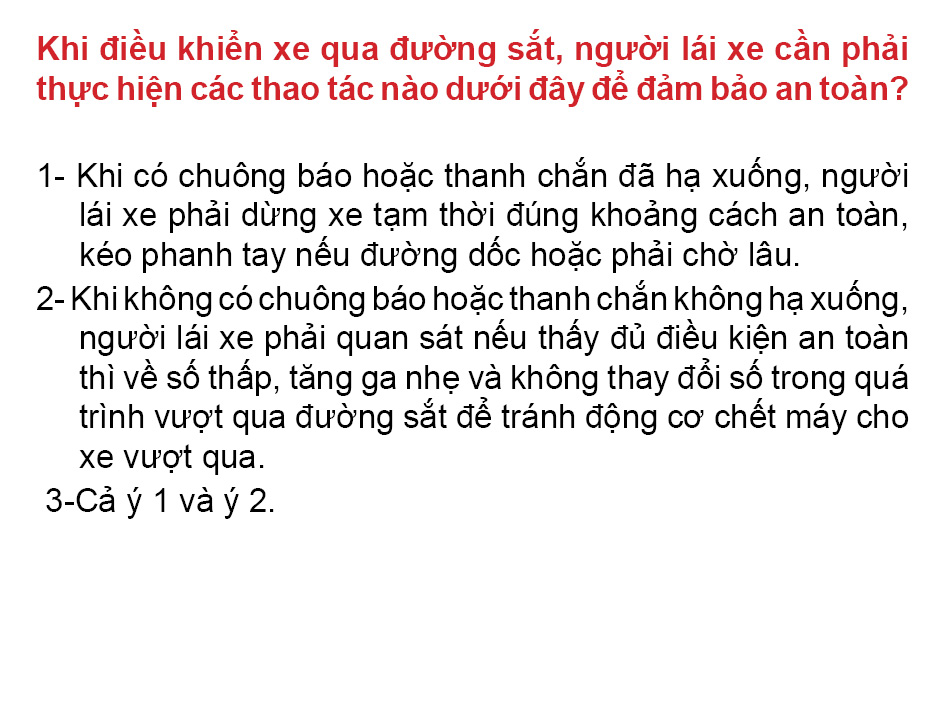 Khi điều khiển xe qua đường sắt, người lái xe cần phải
thực hiện các thao tác nào dưới đây để đảm bảo an toàn?
1- Khi có chuông báo hoặc thanh chắn đã hạ xuống, người
lái xe phải dừng xe tạm thời đúng khoảng cách an toàn,
kéo phanh tay nếu đường dốc hoặc phải chờ lâu.
2- Khi không có chuông báo hoặc thanh chắn không hạ xuống,
người lái xe phải quan sát nếu thấy đủ điều kiện an toàn
thì về số thấp, tăng ga nhẹ và không thay đổi số trong quá
trình vượt qua đường sắt để tránh động cơ chết máy cho
xe vượt qua.
3-Cả ý 1 và ý 2.